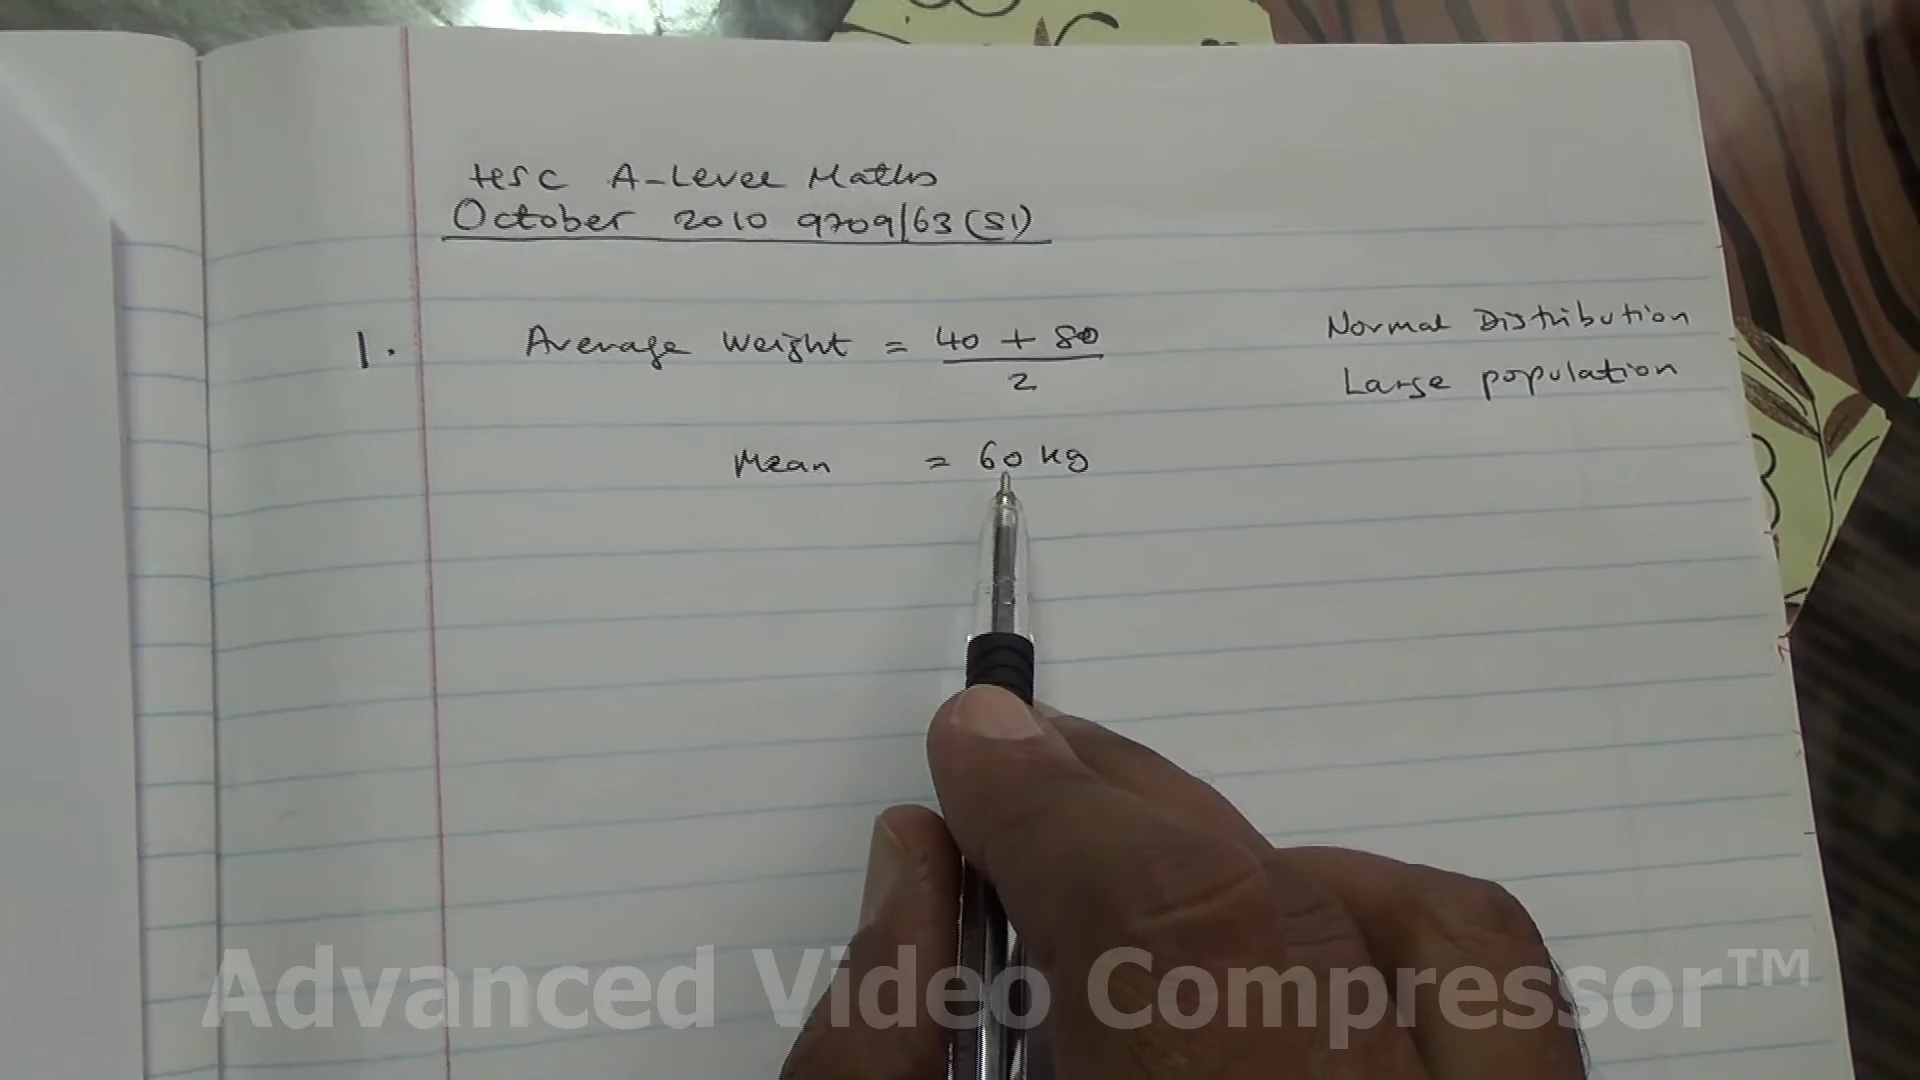 HSC A-Level Maths
October 2010 9709/63 (S1)
1. Average Weight = 40 + 80
2
Mean = 60 kg
Normal Distribution
Large population
Advanced Video Compressor™